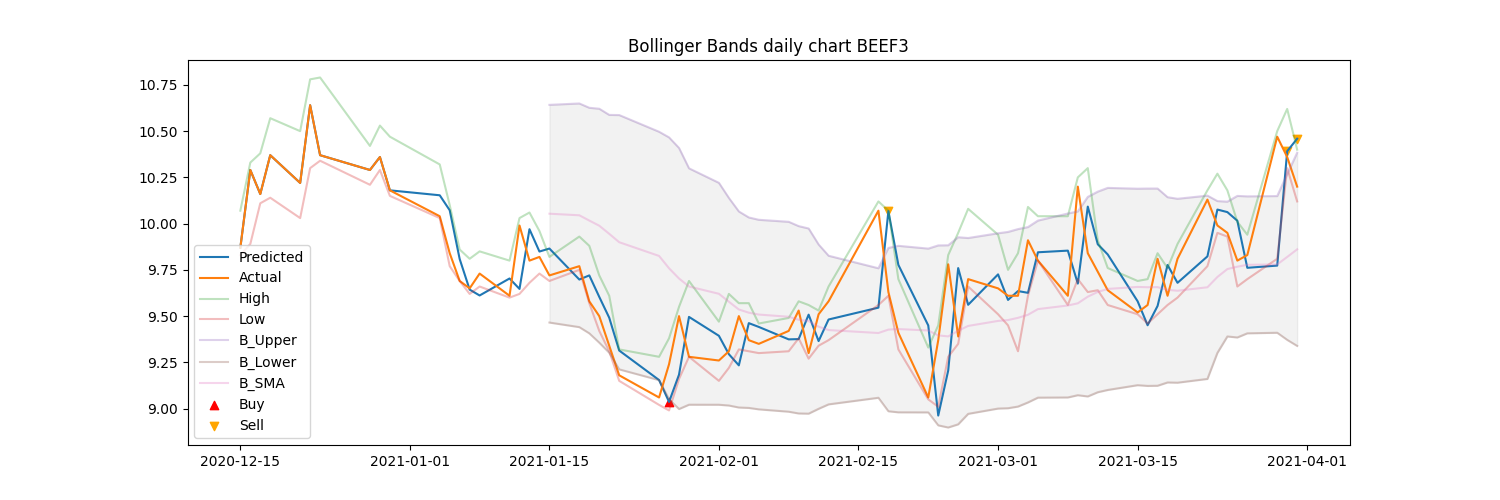 Bollinger Bands daily chart BEEF3
10.75
10.50
10.25
10.00
9.75
9.50
9.25
9.00
Predicted
Actual
High
Low
B_Upper
B_Lower
B_SMA
Buy
Sell
2020-12-15 2021-01-01 2021-01-15 2021-02-01 2021-02-15 2021-03-01 2021-03-15 2021-04-01